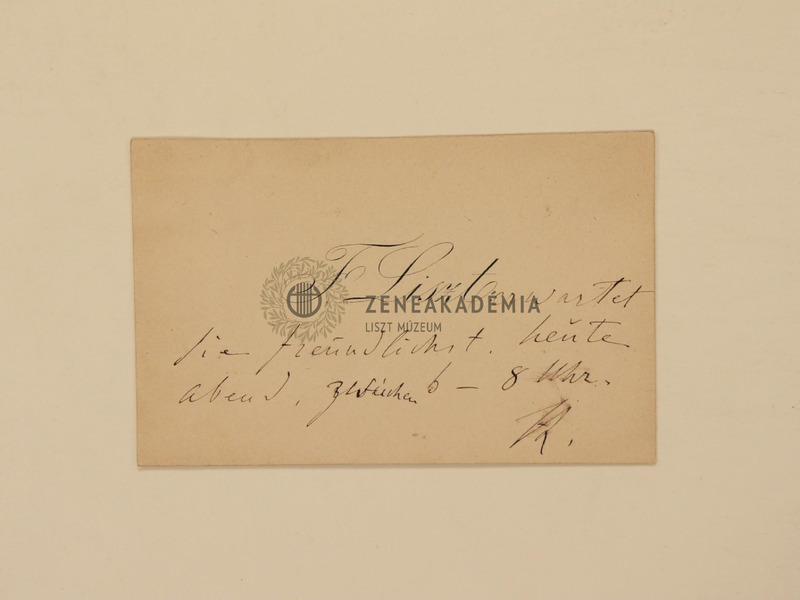 F. Liszt erwartet
ZENEAKADÉMIA
LISZT MÚZEUM
Sie freundlichst. heute
abend, zwischen 6 – 8 Uhr.